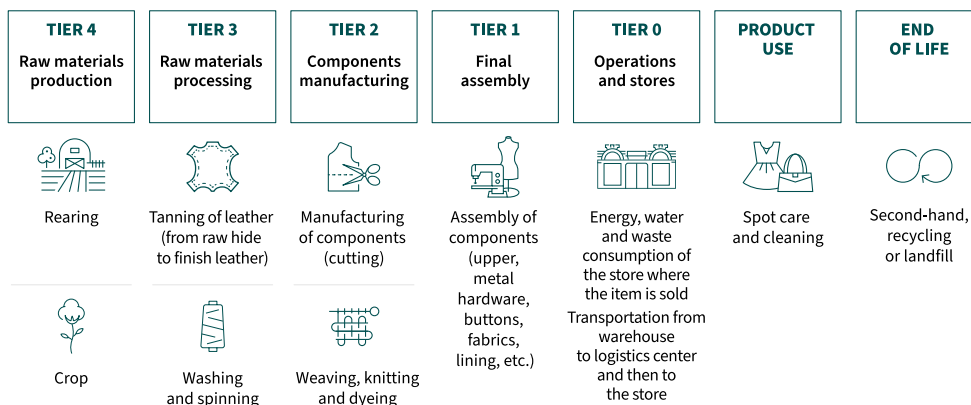 TIER 4
Raw materials
production
Rearing
Crop
TIER 3
Raw materials
processing
Tanning of leather
(from raw hide
to finish leather)
Washing
and spinning
TIER 2
Components
manufacturing
Manufacturing
of components
(cutting)
Weaving, knitting
and dyeing
TIER 1
Final
assembly
Assembly of
components
(upper,
metal
hardware,
buttons,
fabrics,
lining, etc.)
TIER 0
Operations
and stores
Energy, water
and waste
consumption of
the store where
the item is sold
Transportation from
warehouse
to logistics center
and then to
the store
PRODUCT
USE
Spot care
and cleaning
END
OF LIFE
Second-hand,
recycling
or landfill